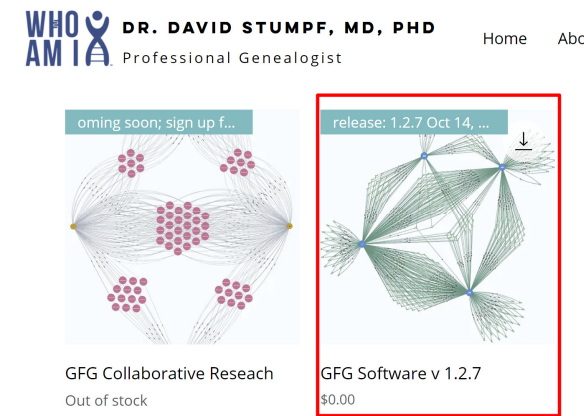 WHO
AM I
DR. DAVID STUMPF, MD, PHD
Professional Genealogist
Home
Abo
oming soon; sign up f...
release: 1.2.7 Oct 14, ...
GFG Collaborative Reseach
Out of stock
GFG Software v 1.2.7
$0.00